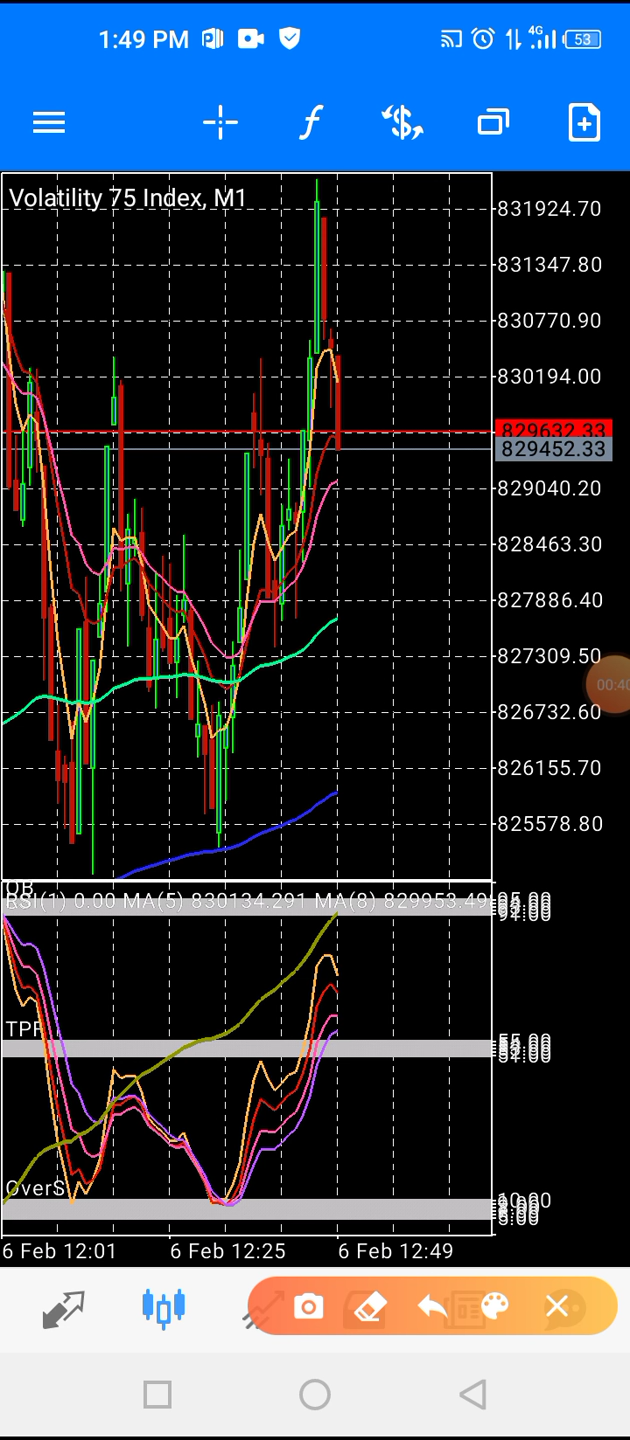 1:49 PM 4G 53
Volatility 75 Index, M1
831924.70
831347.80
830770.90
830194.00
829632.33
829452.33
829040.20
828463.30
827886.40
827309.50
00:40
826732.60
826155.70
825578.80
OB
RSI(1) 0.00 MA(5) 830134.291 MA(8) 829953.49
TPF
OverS
10.00
6 Feb 12:01 6 Feb 12:25 6 Feb 12:49